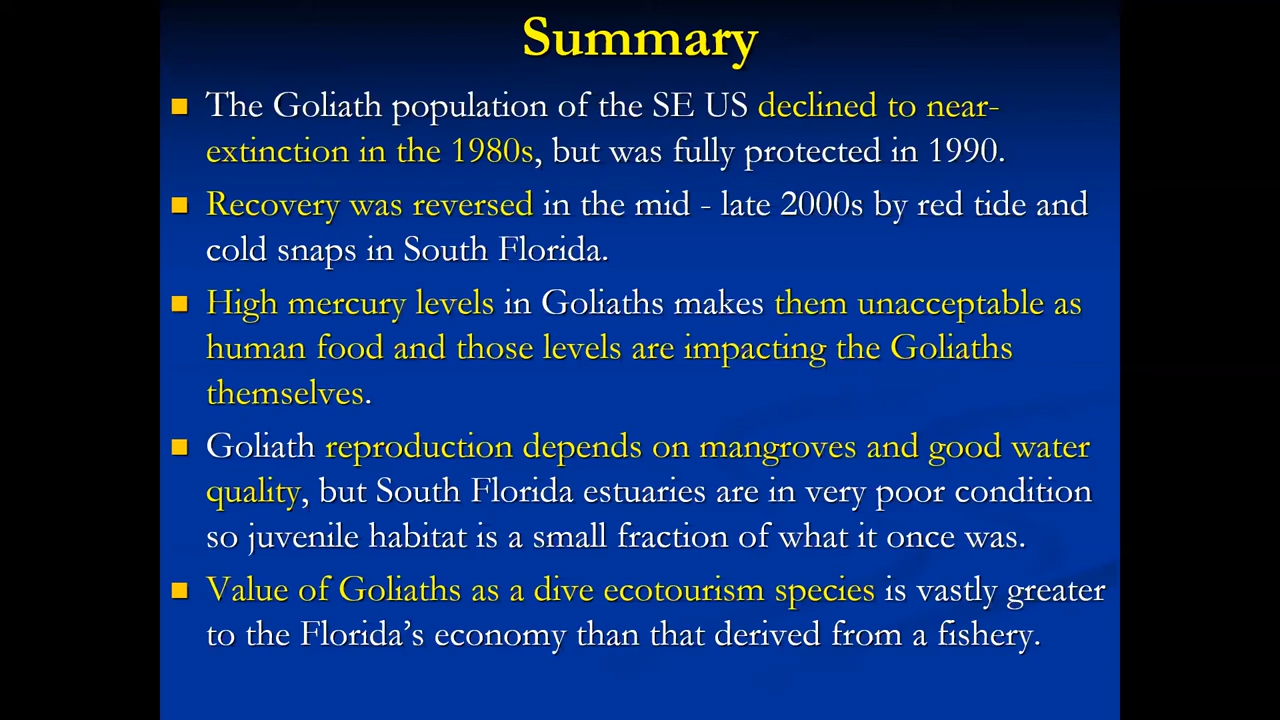 Summary
The Goliath population of the SE US declined to near-
extinction in the 1980s, but was fully protected in 1990.
Recovery was reversed in the mid - late 2000s by red tide and
cold snaps in South Florida.
High mercury levels in Goliaths makes them unacceptable as
human food and those levels are impacting the Goliaths
themselves.
Goliath reproduction depends on mangroves and good water
quality, but South Florida estuaries are in very poor condition
so juvenile habitat is a small fraction of what it once was.
Value of Goliaths as a dive ecotourism species is vastly greater
to the Florida’s economy than that derived from a fishery.